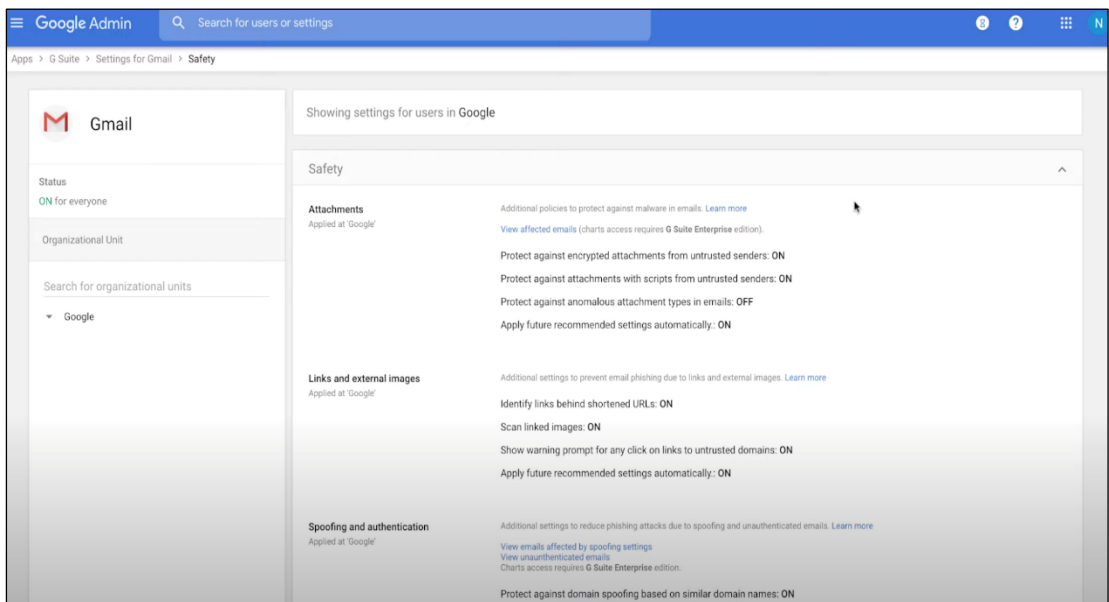 Google Admin
Search for users or settings
8
?
N
Apps > G Suite > Settings for Gmail > Safety
Gmail
Status
ON for everyone
Organizational Unit
Search for organizational units
Google
Showing settings for users in Google
Safety
Attachments
Applied at 'Google'
Additional policies to protect against malware in emails. Learn more
View affected emails (charts access requires G Suite Enterprise edition).
Protect against encrypted attachments from untrusted senders: ON
Protect against attachments with scripts from untrusted senders: ON
Protect against anomalous attachment types in emails: OFF
Apply future recommended settings automatically.: ON
Links and external images
Applied at 'Google'
Additional settings to prevent email phishing due to links and external images. Learn more
Identify links behind shortened URLs: ON
Scan linked images: ON
Show warning prompt for any click on links to untrusted domains: ON
Apply future recommended settings automatically.: ON
Spoofing and authentication
Applied at 'Google'
Additional settings to reduce phishing attacks due to spoofing and unauthenticated emails. Learn more
View emails affected by spoofing settings
View unaunthenticated emails
Charts access requires G Suite Enterprise edition.
Protect against domain spoofing based on similar domain names: ON